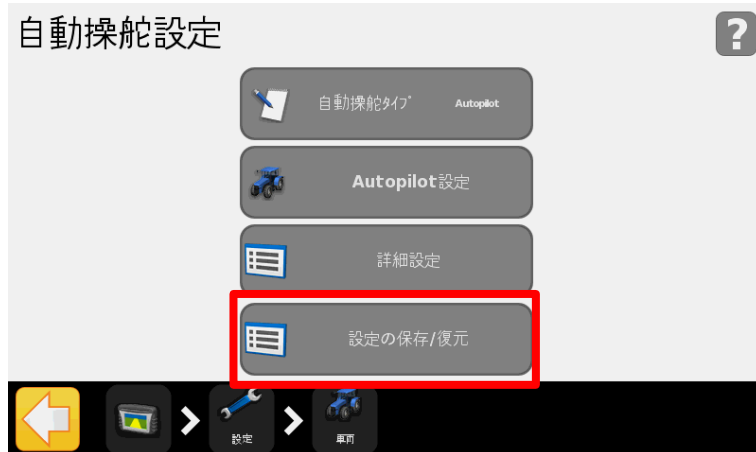 自動操舵設定
?
自動操舵ﾀｲﾌﾟ Autopilot
Autopilot設定
詳細設定
設定の保存/復元
設定
車両